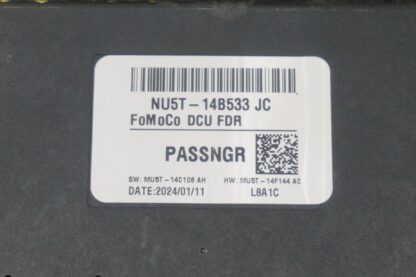 NU5T-14B533 JC
FoMoCo DCU FDR
PASSNGR
SW: MU5T-14C108 AH HW: MU5T-14F144 AC
DATE:2024/01/11 L8A1C